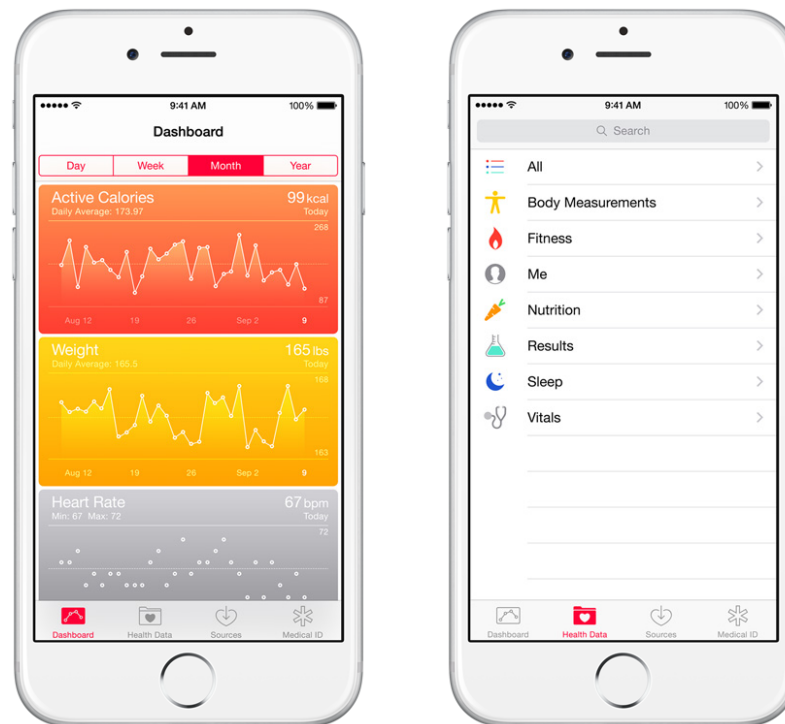 9:41 AM 100%
Dashboard
Day Week Month Year
Active Calories 99 kcal
Daily Average: 173.97 Today
268
87
Aug 12 19 26 Sep 2 9
Weight 165 lbs
Daily Average: 165.5 Today
168
163
Aug 12 19 26 Sep 2 9
Heart Rate 67 bpm
Min: 67 Max: 72 Today
72
Dashboard Health Data Sources Medical ID
9:41 AM 100%
Search
All
Body Measurements
Fitness
Me
Nutrition
Results
Sleep
Vitals
Dashboard Health Data Sources Medical ID